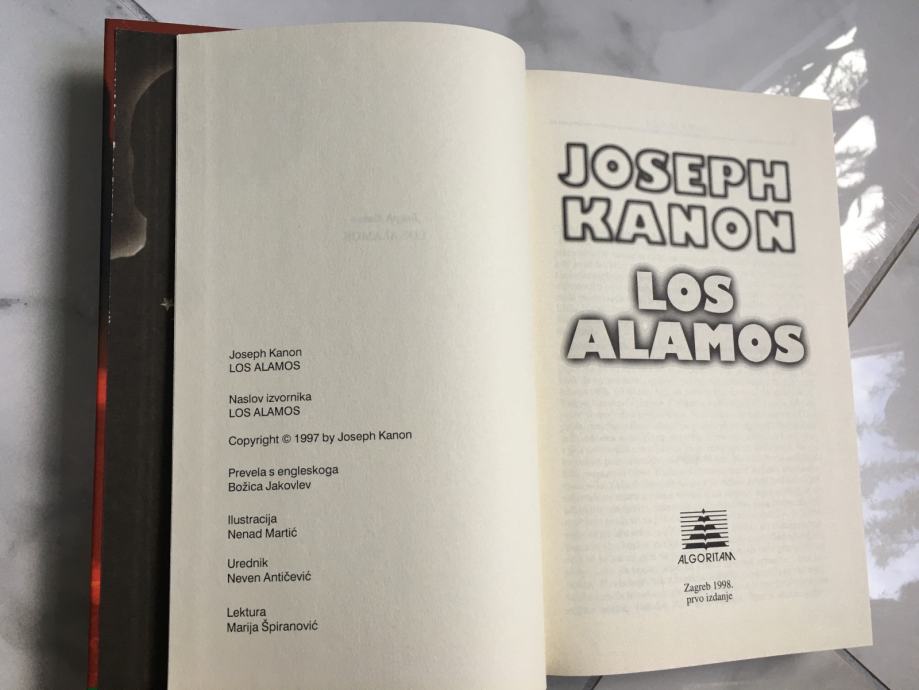 Joseph Kanon
LOS ALAMOS
Naslov izvornika
LOS ALAMOS
Copyright © 1997 by Joseph Kanon
Prevela s engleskoga
Božica Jakovlev
Ilustracija
Nenad Martić
Urednik
Neven Antičević
Lektura
Marija Špiranović
JOSEPH
KANON
LOS
ALAMOS
ALGORITAM
Zagreb 1998.
prvo izdanje